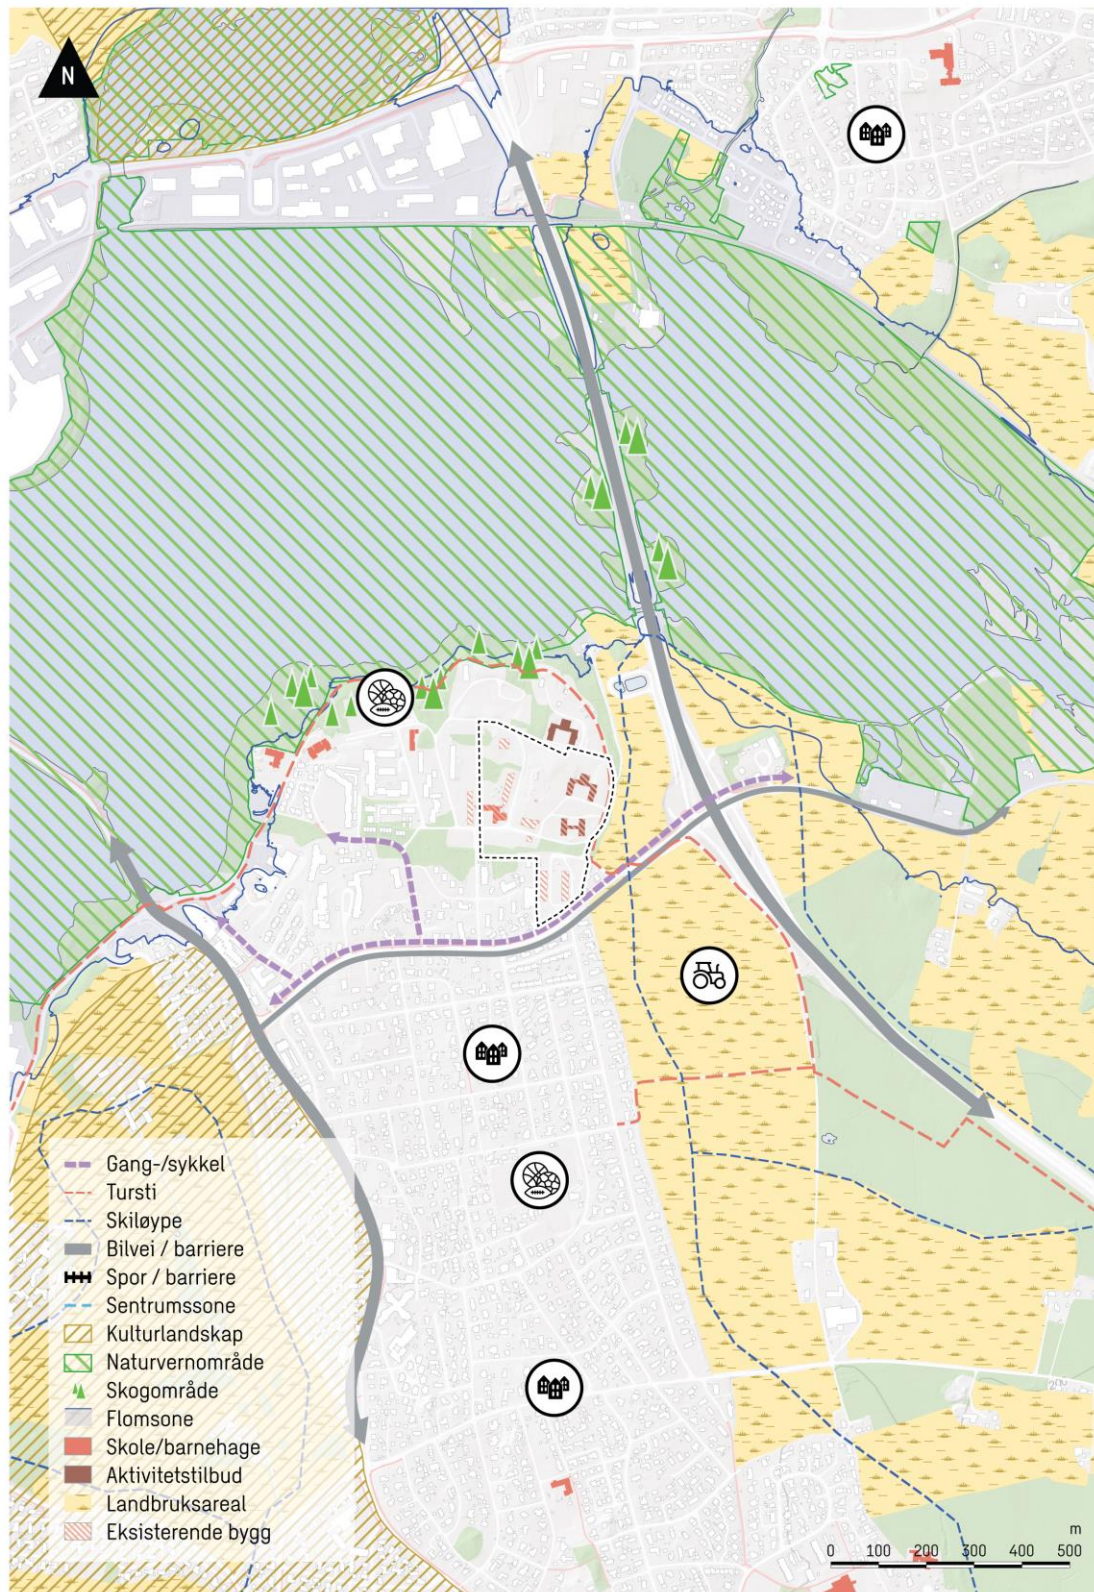 N
Gang-/sykkel
Tursti
Skiløype
Bilvei / barriere
Spor / barriere
Sentrumssone
Kulturlandskap
Naturvernområde
Skogområde
Flomsone
Skole/barnehage
Aktivitetstilbud
Landbruksareal
Eksisterende bygg
m
0 100 200 300 400 500